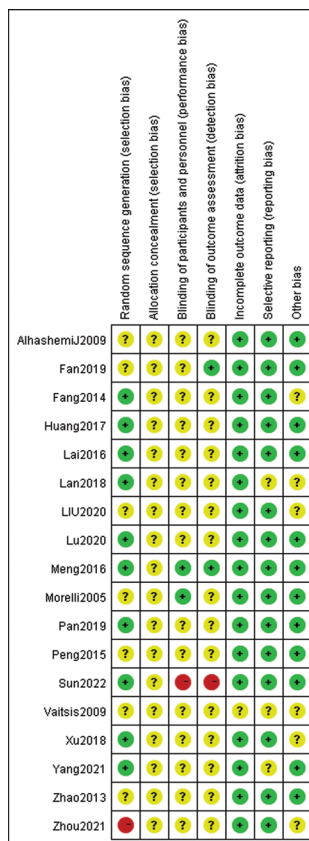 Random sequence generation (selection bias)
Allocation concealment (selection bias)
Blinding of participants and personnel (performance bias)
Blinding of outcome assessment (detection bias)
Incomplete outcome data (attrition bias)
Selective reporting (reporting bias)
Other bias
AlhashemiJ2009 ? ? ? ? + + +
Fan2019 ? ? ? + + + +
Fang2014 + ? ? ? + + ?
Huang2017 + ? ? ? + + +
Lai2016 + ? ? ? + + +
Lan2018 + ? ? ? + ? ?
LIU2020 ? ? ? ? + + ?
Lu2020 + ? ? ? + + +
Meng2016 + ? + + + + +
Morelli2005 ? ? + ? + + +
Pan2019 + ? ? ? + + +
Peng2015 ? ? ? ? + + +
Sun2022 + ? - - + + +
Vaitsis2009 ? ? ? ? ? ? ?
Xu2018 + ? ? ? + + ?
Yang2021 + ? ? ? + ? +
Zhao2013 ? ? ? ? + + +
Zhou2021 - ? ? ? + + ?